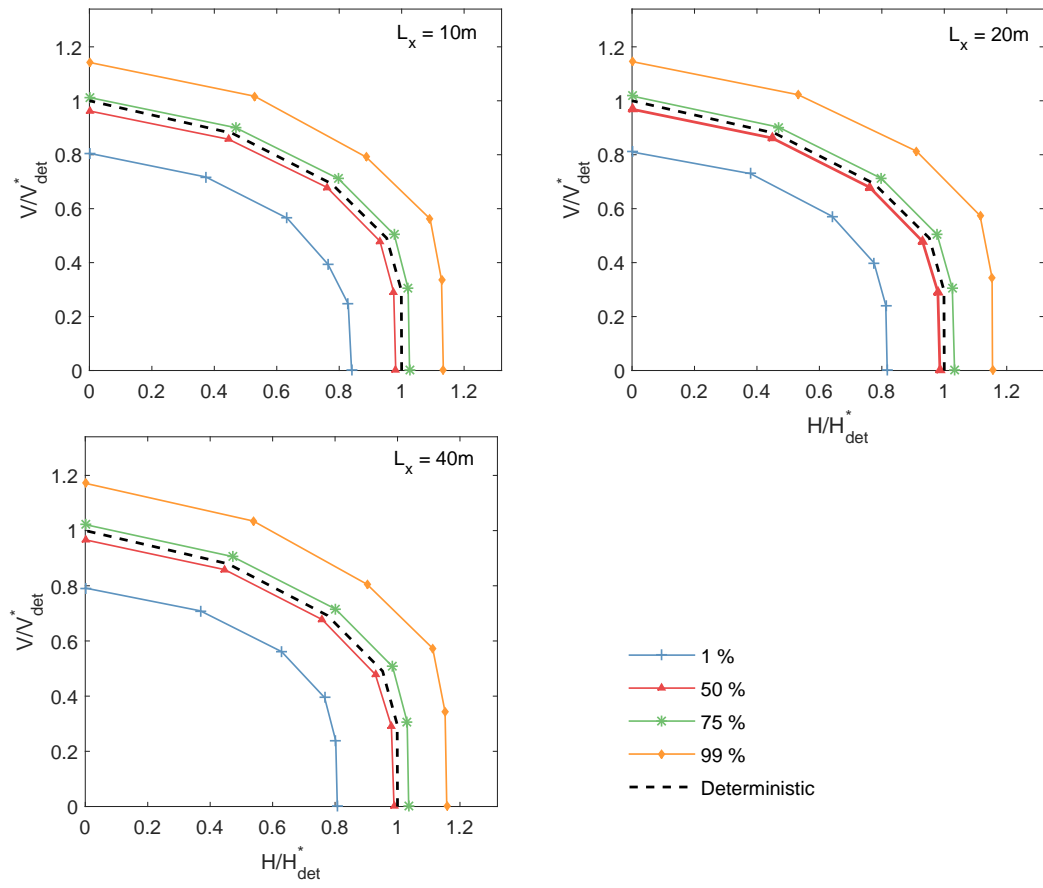 L_x = 10m
V/V*_det
1.2
1
0.8
0.6
0.4
0.2
0
0 0.2 0.4 0.6 0.8 1 1.2
L_x = 20m
V/V*_det
1.2
1
0.8
0.6
0.4
0.2
0
0 0.2 0.4 0.6 0.8 1 1.2
H/H*_det
L_x = 40m
V/V*_det
1.2
1
0.8
0.6
0.4
0.2
0
0 0.2 0.4 0.6 0.8 1 1.2
H/H*_det
1 %
50 %
75 %
99 %
Deterministic